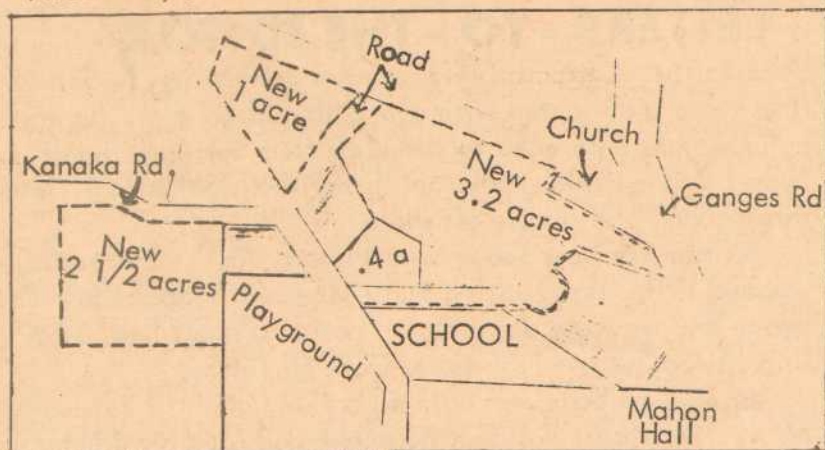 Road
New
1 acre
Church
Kanaka Rd
New
3.2 acres
Ganges Rd
New
2 1/2 acres
.4 a
Playground
SCHOOL
Mahon
Hall